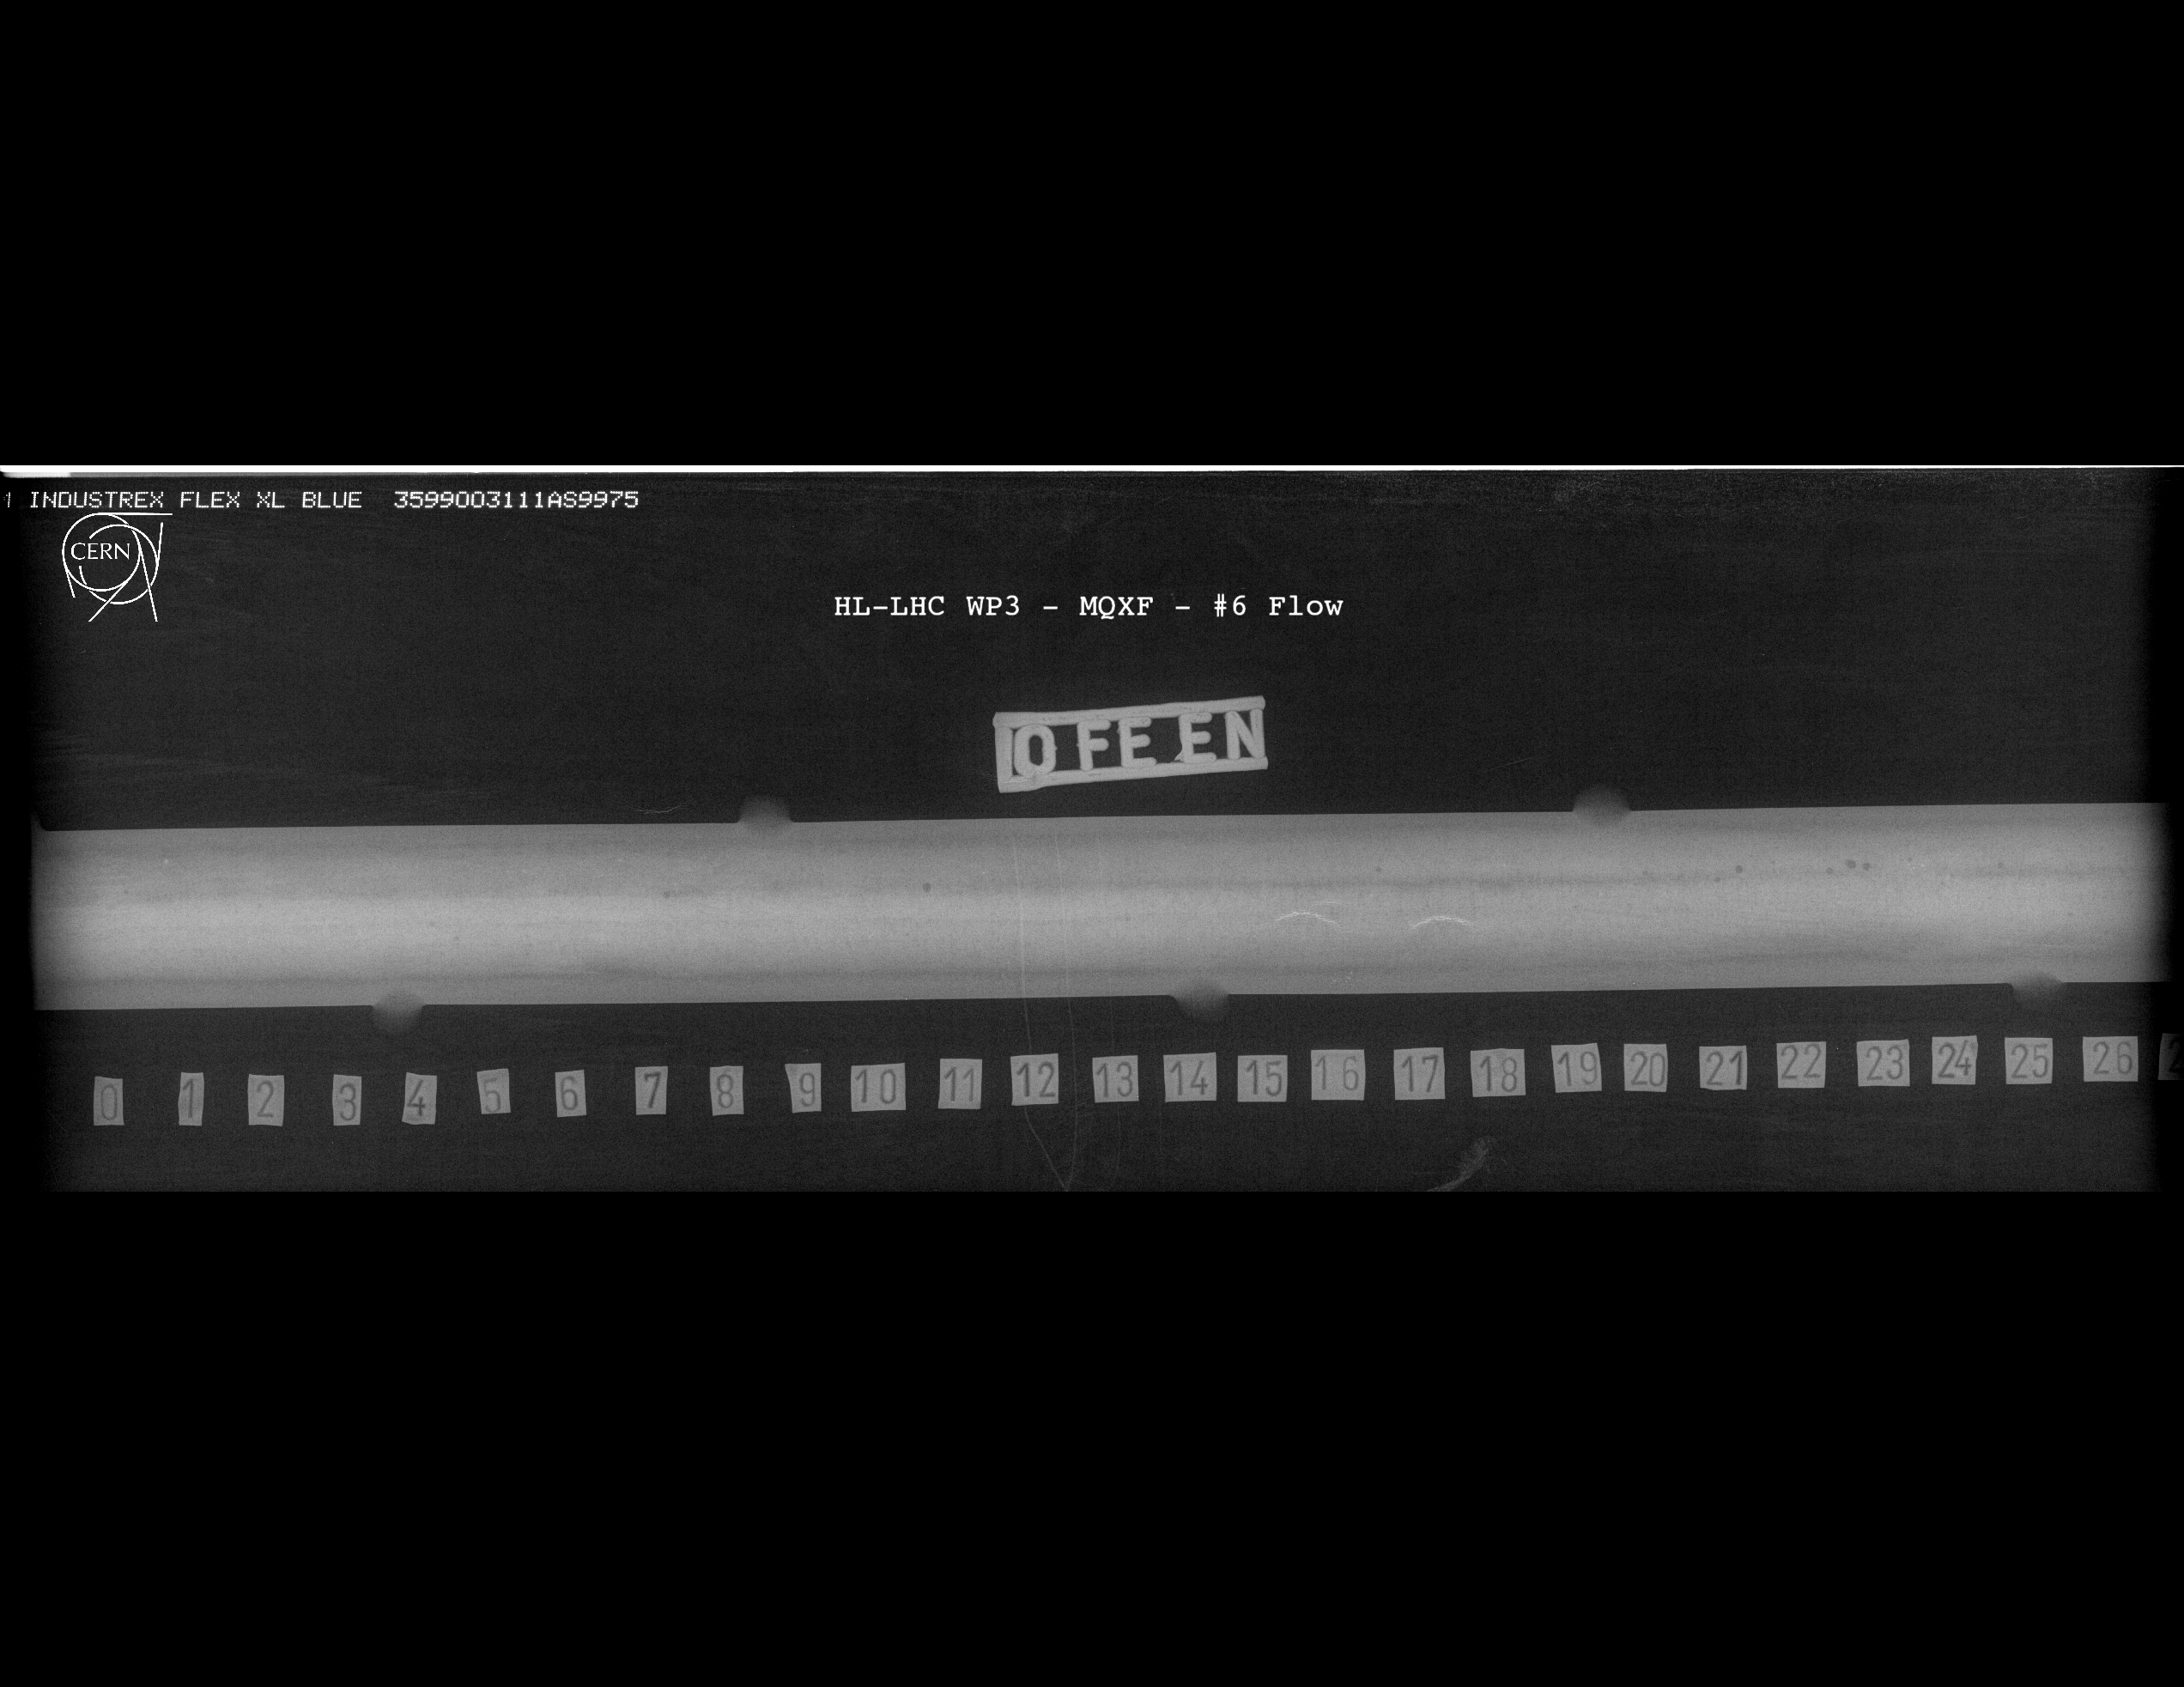 INDUSTREX FLEX XL BLUE 3599003111AS9975
CERN
HL-LHC WP3 - MQXF - #6 Flow
Q FE EN
0 1 2 3 4 5 6 7 8 9 10 11 12 13 14 15 16 17 18 19 20 21 22 23 24 25 26